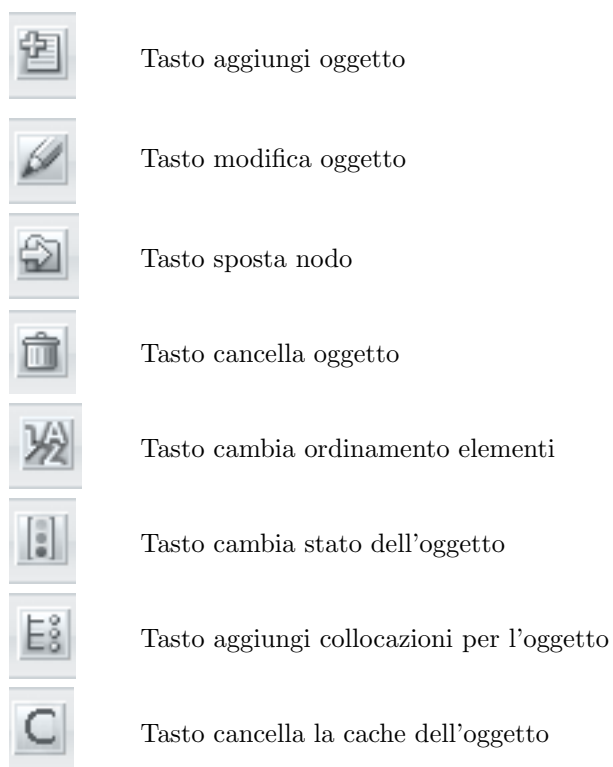 Tasto aggiungi oggetto
Tasto modifica oggetto
Tasto sposta nodo
Tasto cancella oggetto
Tasto cambia ordinamento elementi
Tasto cambia stato dell'oggetto
Tasto aggiungi collocazioni per l'oggetto
C Tasto cancella la cache dell'oggetto